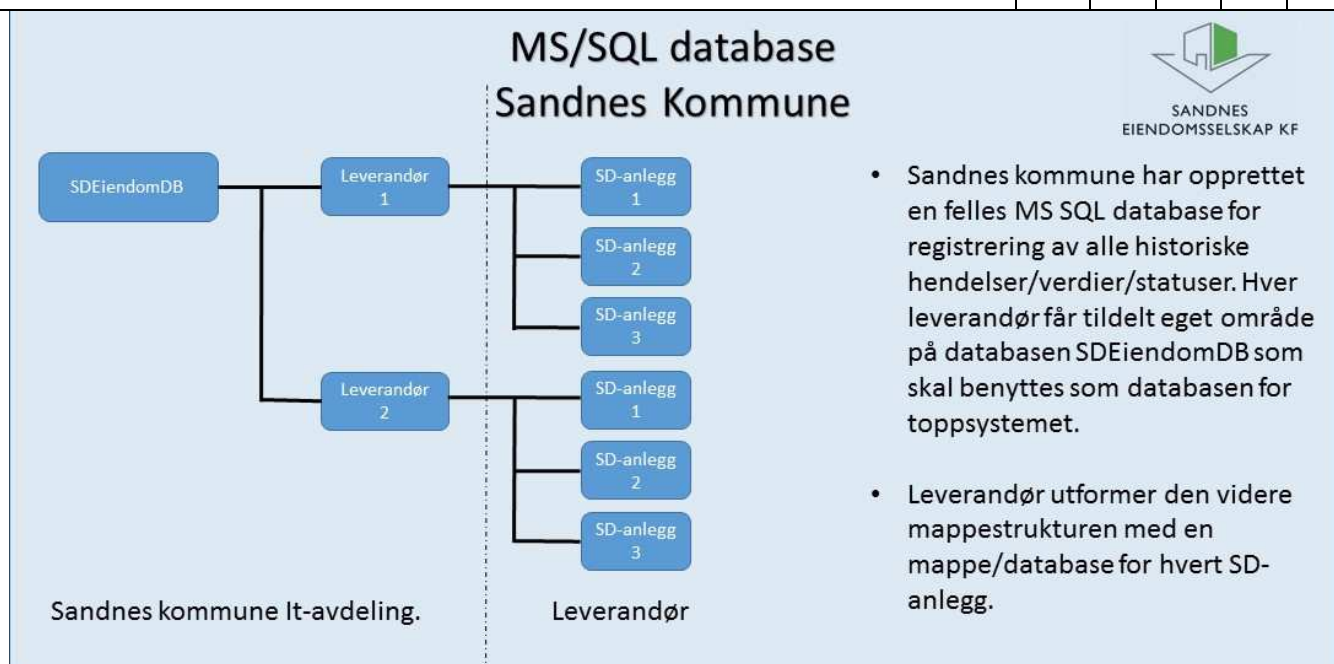 MS/SQL database
Sandnes Kommune
SANDNES
EIENDOMSSELSKAP KF
SDEiendomDB
Leverandør
1
SD-anlegg
1
SD-anlegg
2
SD-anlegg
3
Leverandør
2
SD-anlegg
1
SD-anlegg
2
SD-anlegg
3
Sandnes kommune It-avdeling.
Leverandør
• Sandnes kommune har opprettet
en felles MS SQL database for
registrering av alle historiske
hendelser/verdier/statuser. Hver
leverandør får tildelt eget område
på databasen SDEiendomDB som
skal benyttes som databasen for
toppsystemet.
• Leverandør utformer den videre
mappestrukturen med en
mappe/database for hvert SD-
anlegg.